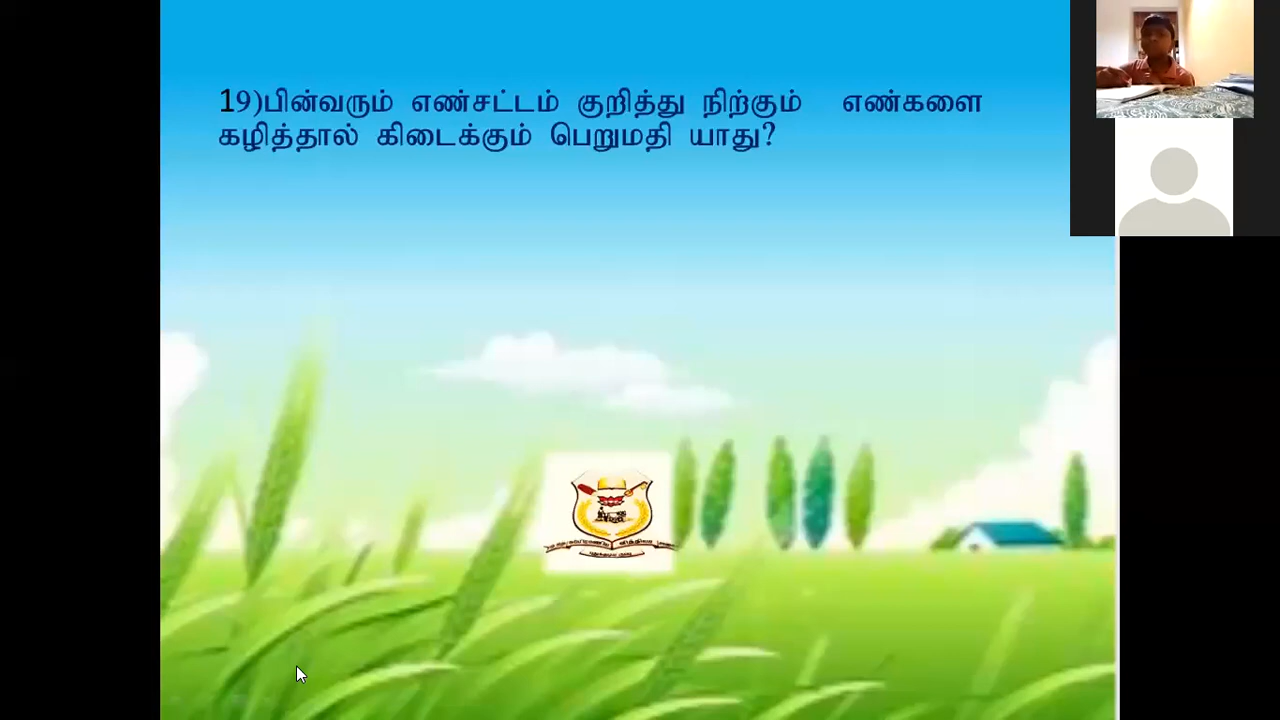 19)பின்வரும் எண்சட்டம் குறித்து நிற்கும் எண்களை
கழித்தால் கிடைக்கும் பெறுமதி யாது?